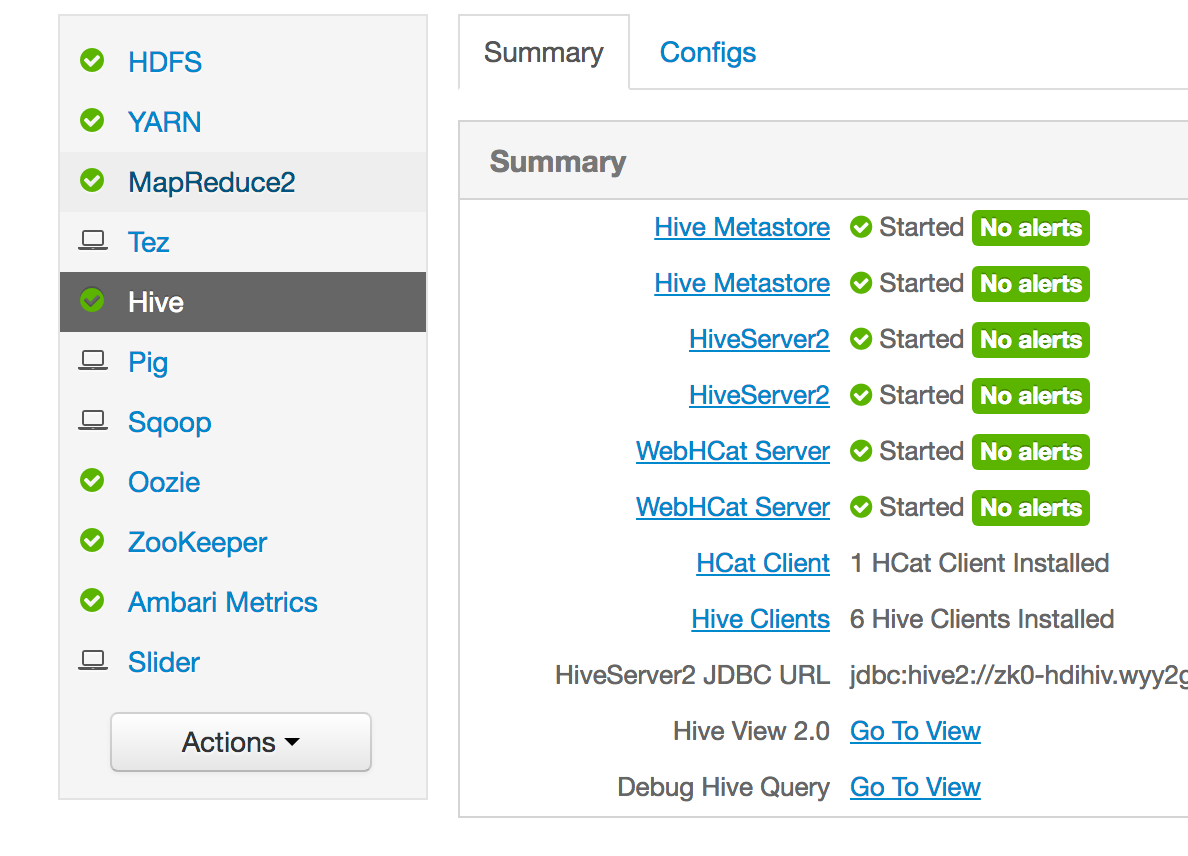 HDFS
YARN
MapReduce2
Tez
Hive
Pig
Sqoop
Oozie
ZooKeeper
Ambari Metrics
Slider
Actions
Summary Configs
Summary
Hive Metastore Started No alerts
Hive Metastore Started No alerts
HiveServer2 Started No alerts
HiveServer2 Started No alerts
WebHCat Server Started No alerts
WebHCat Server Started No alerts
HCat Client 1 HCat Client Installed
Hive Clients 6 Hive Clients Installed
HiveServer2 JDBC URL jdbc:hive2://zk0-hdihiv.wyy2g
Hive View 2.0 Go To View
Debug Hive Query Go To View